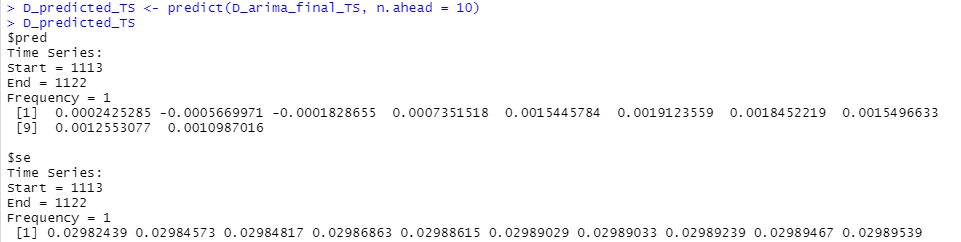 > D_predicted_TS <- predict(D_arima_final_TS, n.ahead = 10)
> D_predicted_TS
$pred
Time Series:
Start = 1113
End = 1122
Frequency = 1
 [1]  0.0002425285 -0.0005669971 -0.0001828655  0.0007351518  0.0015445784  0.0019123559  0.0018452219  0.0015496633
 [9]  0.0012553077  0.0010987016

$se
Time Series:
Start = 1113
End = 1122
Frequency = 1
 [1] 0.02982439 0.02984573 0.02984817 0.02986863 0.02988615 0.02989029 0.02989033 0.02989239 0.02989467 0.02989539